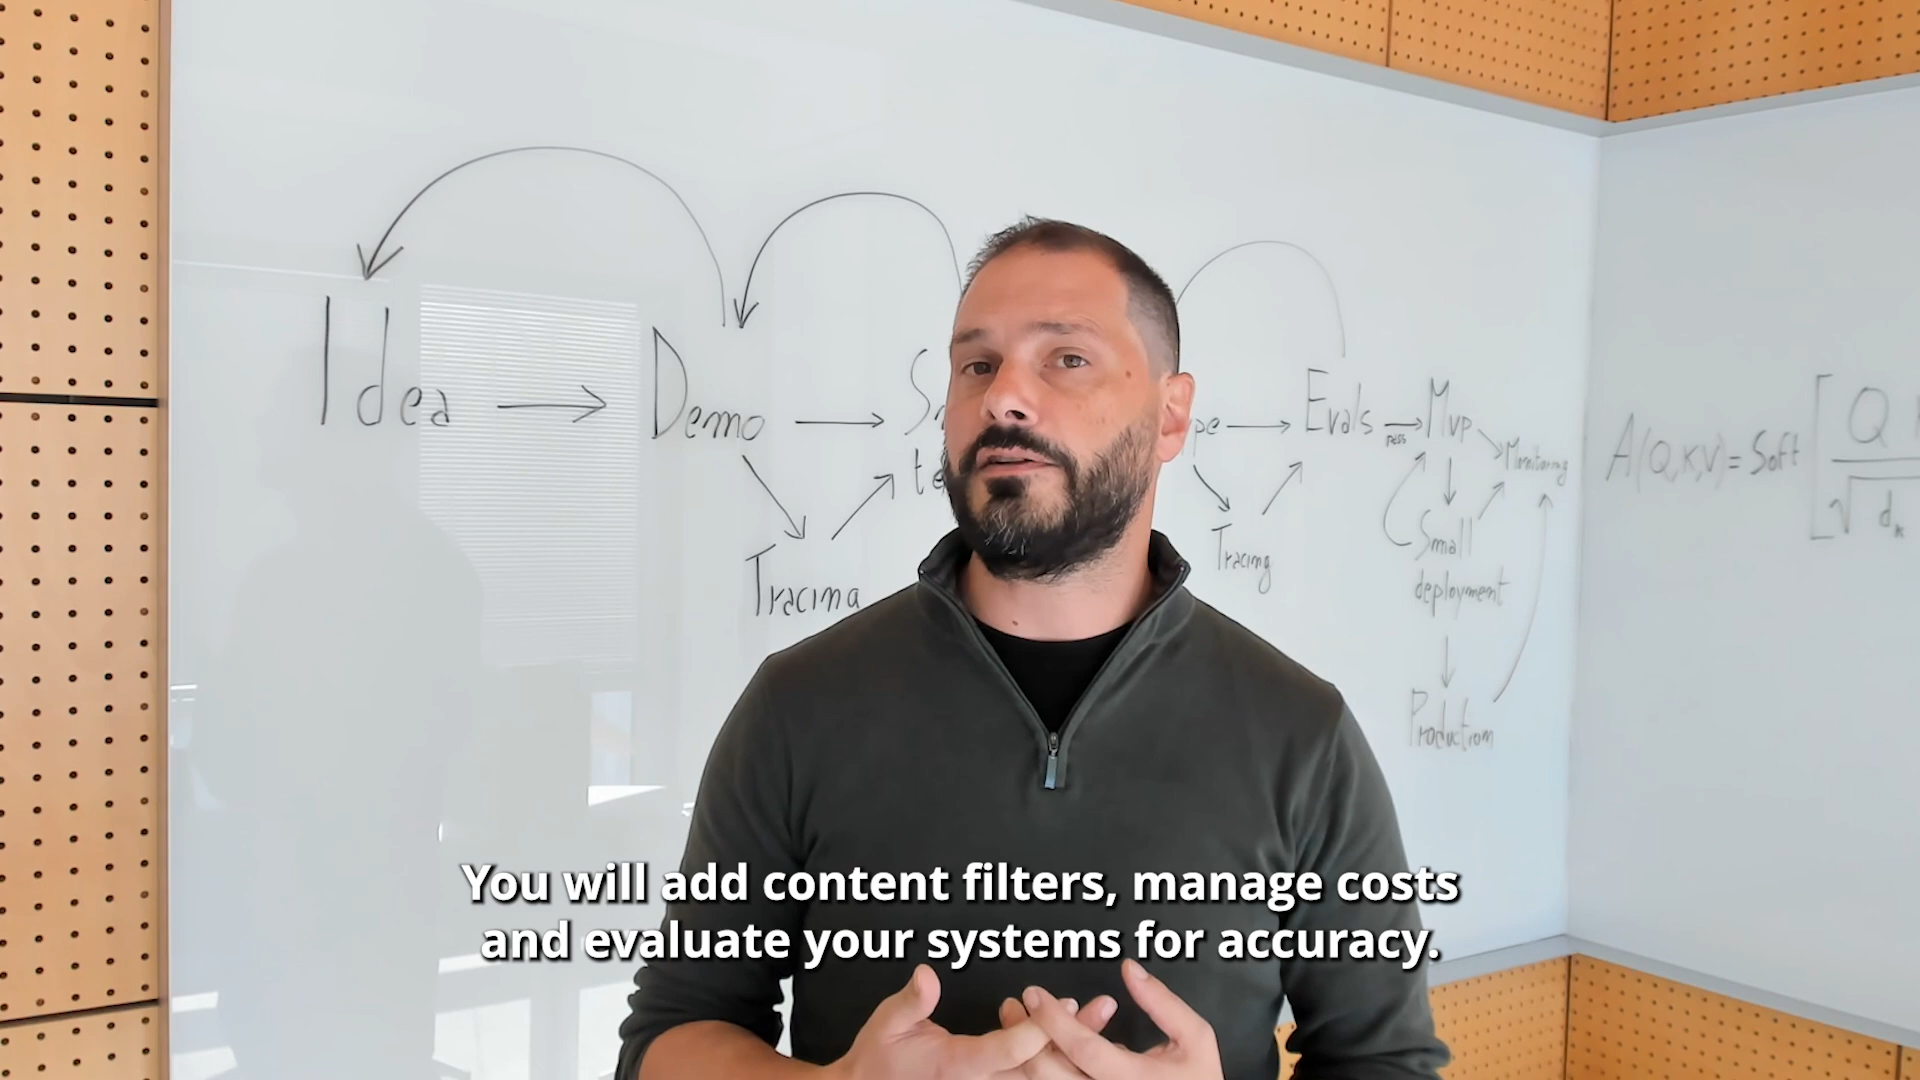 Idea
Demo
Evals
pass
Mvp
Monitoring
Tracing
Small
deployment
Production
A(Q,K,V)= Soft
Q
√d_k
You will add content filters, manage costs
and evaluate your systems for accuracy.